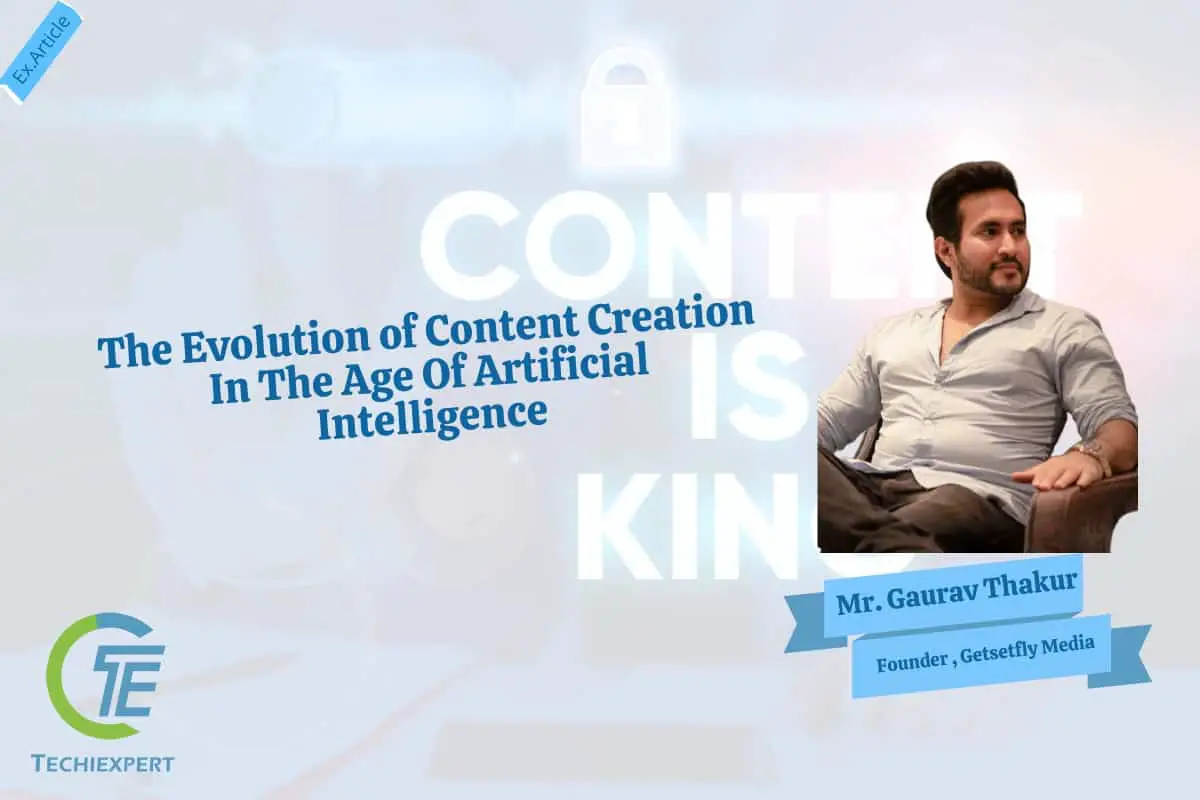 Ex.Article
CONTENT
IS
KING
The Evolution of Content Creation
In The Age Of Artificial
Intelligence
Mr. Gaurav Thakur
Founder , Getsetfly Media
TE
TECHIEXPERT